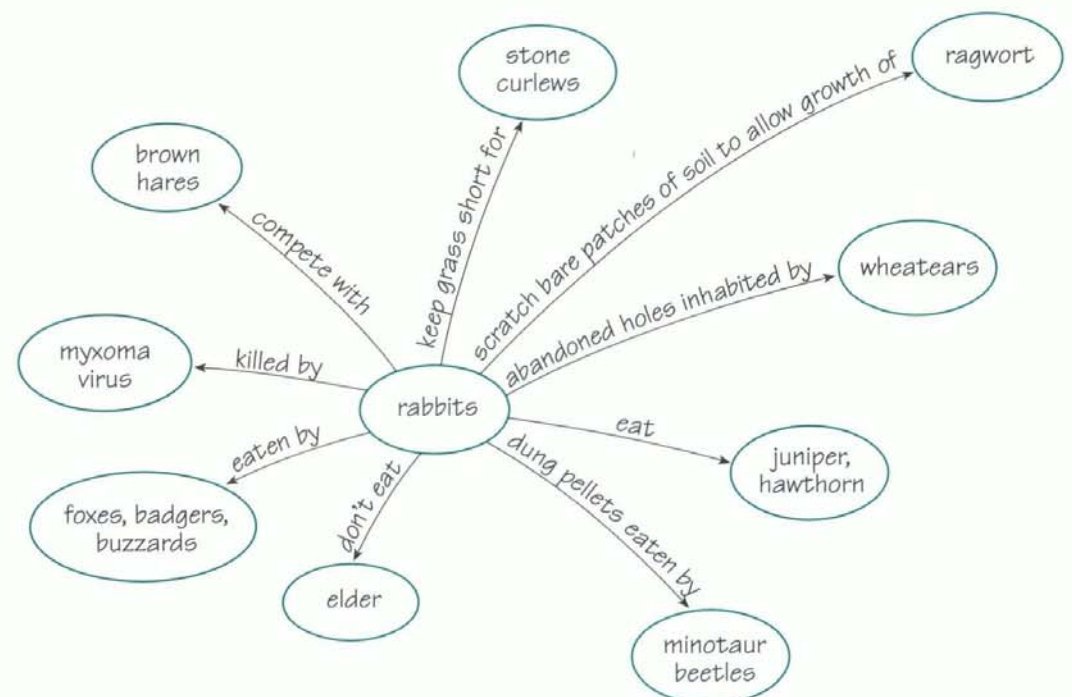 stone
curlews
ragwort
brown
hares
compete with
keep grass short for
scratch bare patches of soil to allow growth of
wheatears
abandoned holes inhabited by
myxoma
virus
killed by
rabbits
eat
juniper,
hawthorn
eaten by
foxes, badgers,
buzzards
don't eat
elder
dung pellets eaten by
minotaur
beetles